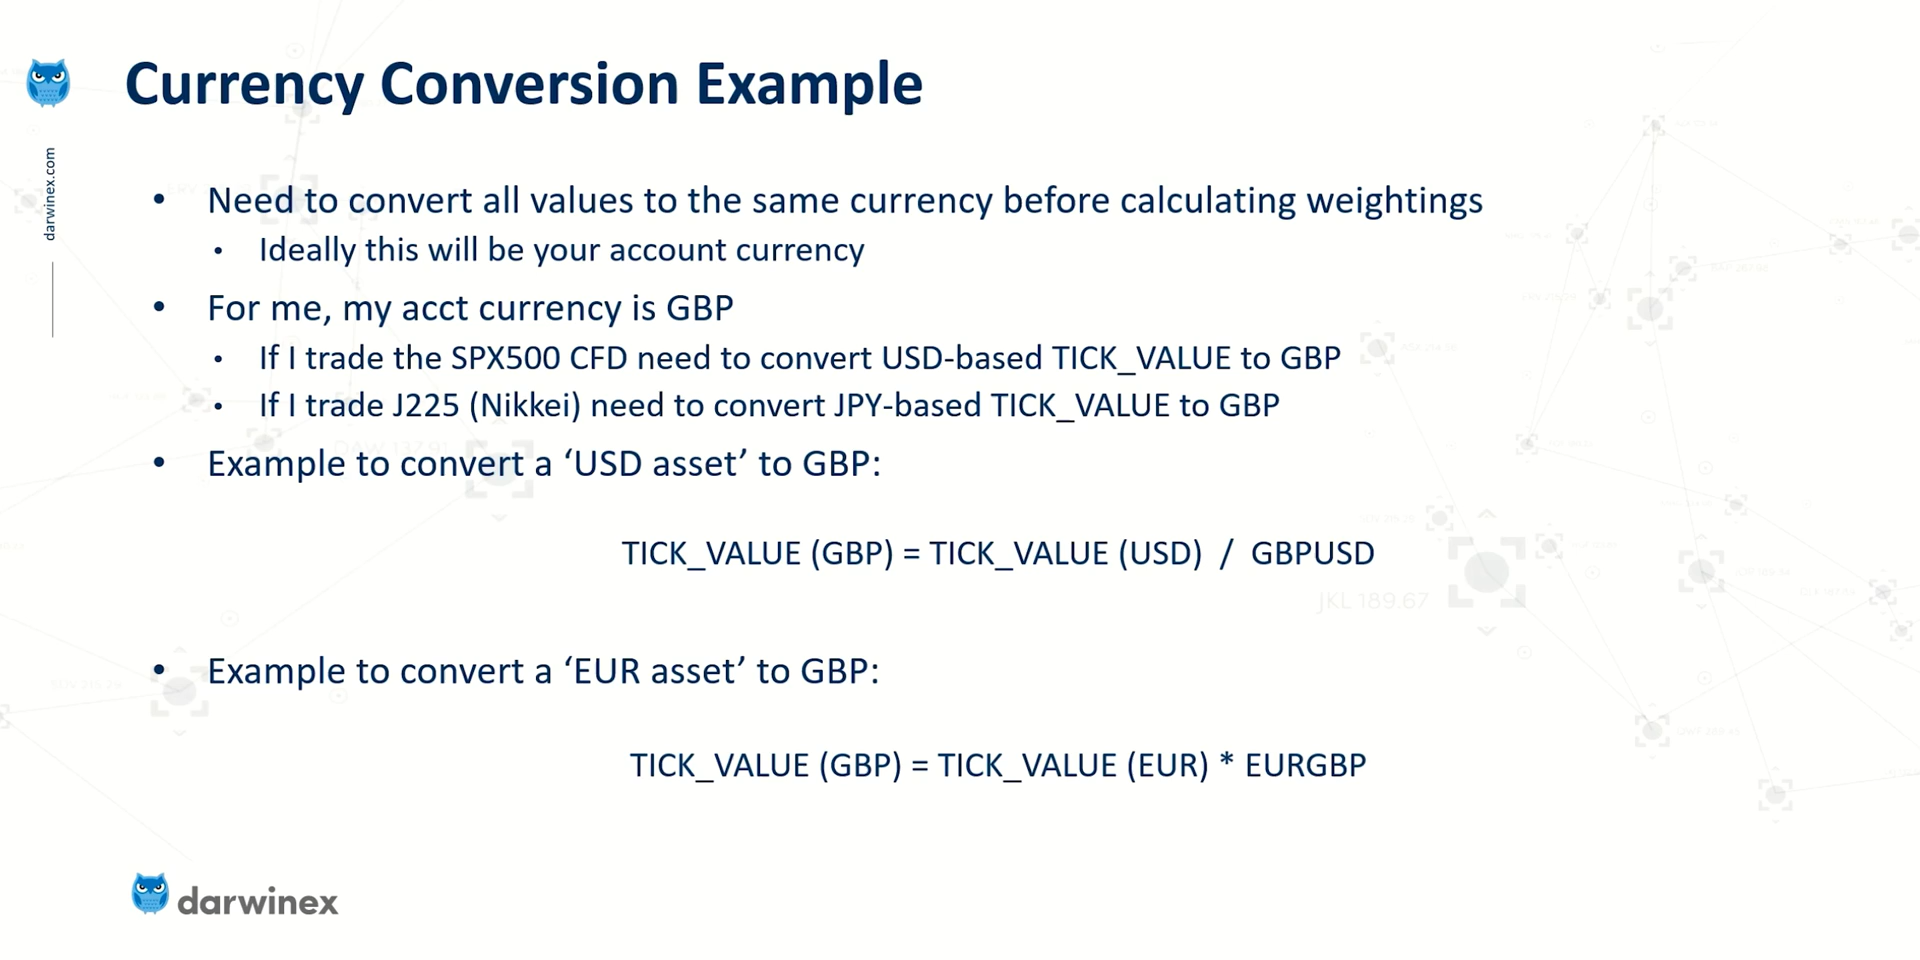 Currency Conversion Example
darwinex.com
• Need to convert all values to the same currency before calculating weightings
• Ideally this will be your account currency
• For me, my acct currency is GBP
• If I trade the SPX500 CFD need to convert USD-based TICK_VALUE to GBP
• If I trade J225 (Nikkei) need to convert JPY-based TICK_VALUE to GBP
• Example to convert a ‘USD asset’ to GBP:
TICK_VALUE (GBP) = TICK_VALUE (USD) / GBPUSD
JKL 189.67
• Example to convert a ‘EUR asset’ to GBP:
TICK_VALUE (GBP) = TICK_VALUE (EUR) * EURGBP
darwinex